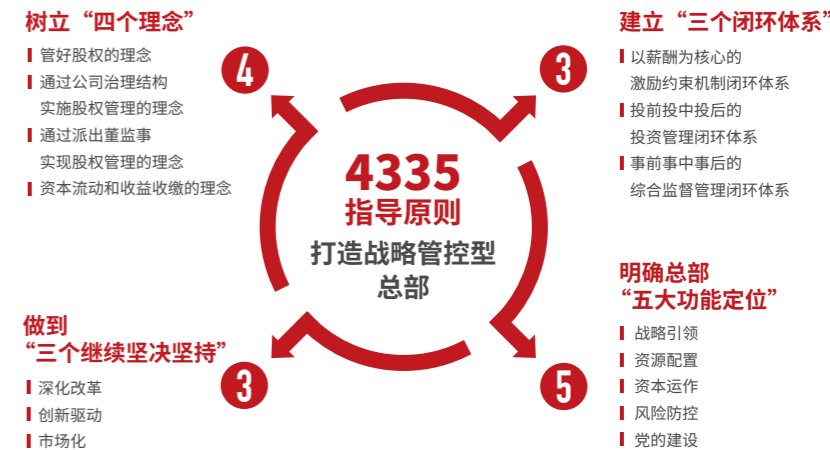 树立“四个理念”
管好股权的理念
通过公司治理结构
实施股权管理的理念
通过派出董监事
实现股权管理的理念
资本流动和收益收缴的理念
4
建立“三个闭环体系”
以薪酬为核心的
激励约束机制闭环体系
投前投中投后的
投资管理闭环体系
事前事中事后的
综合监督管理闭环体系
3
4335
指导原则
打造战略管控型
总部
做到
“三个继续坚决坚持”
深化改革
创新驱动
市场化
3
明确总部
“五大功能定位”
战略引领
资源配置
资本运作
风险防控
党的建设
5